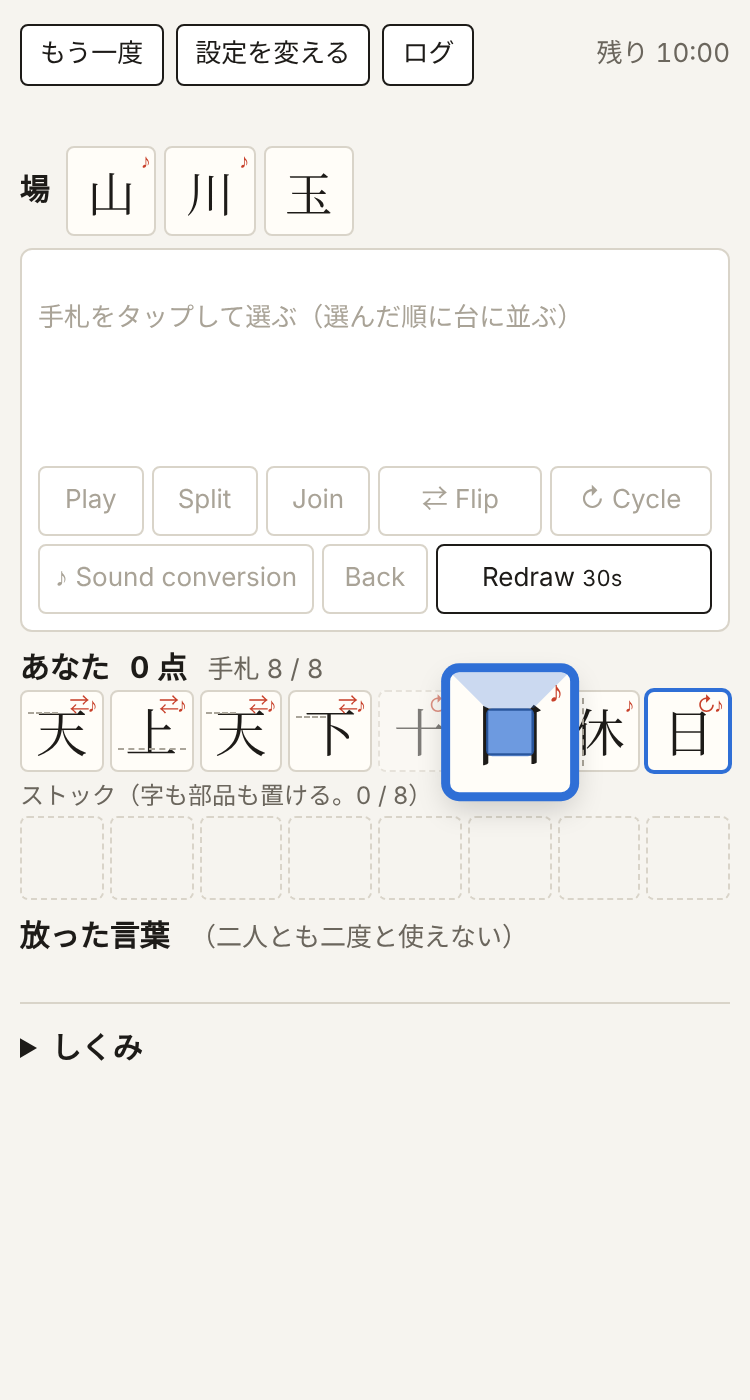 もう一度 設定を変える ログ 残り 10:00
場 山♪ 川♪ 玉
手札をタップして選ぶ（選んだ順に台に並ぶ）
Play Split Join ⇄ Flip ↻ Cycle
♪ Sound conversion Back Redraw 30s
あなた 0 点 手札 8 / 8
天⇄♪ 上⇄♪ 天⇄♪ 下⇄♪ 十↻ ♪ 休♪ 日↻♪
ストック（字も部品も置ける。0 / 8）
放った言葉 （二人とも二度と使えない）
▶ しくみ